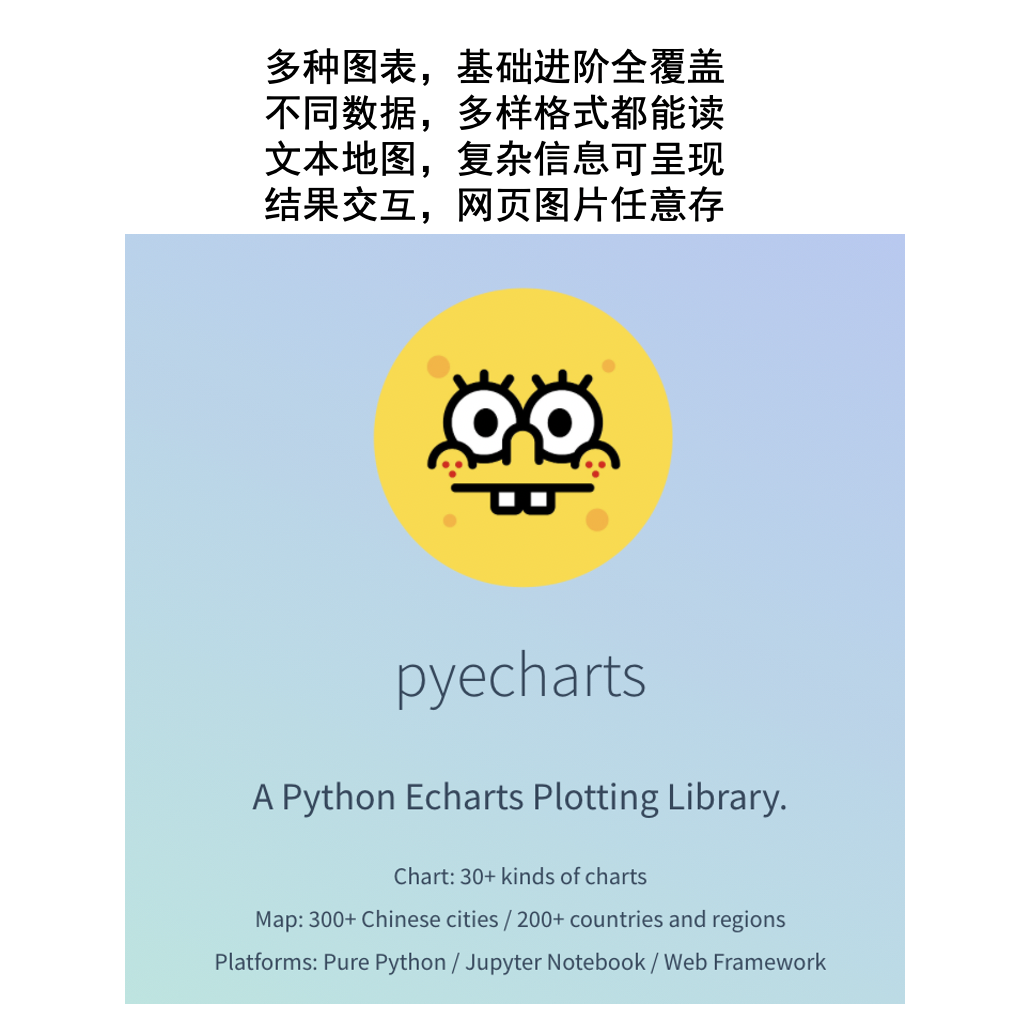 多种图表，基础进阶全覆盖
不同数据，多样格式都能读
文本地图，复杂信息可呈现
结果交互，网页图片任意存
pyecharts
A Python Echarts Plotting Library.
Chart: 30+ kinds of charts
Map: 300+ Chinese cities / 200+ countries and regions
Platforms: Pure Python / Jupyter Notebook / Web Framework